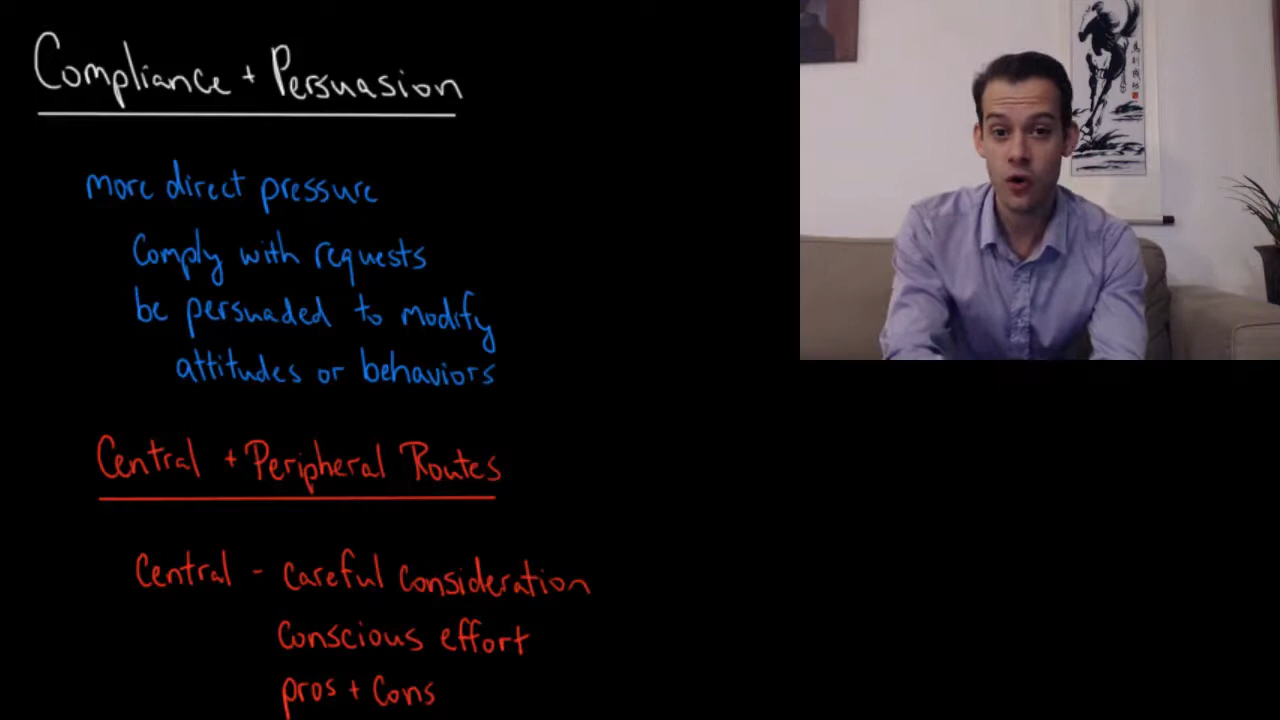 Compliance + Persuasion
more direct pressure
Comply with requests
be persuaded to modify
attitudes or behaviors
Central + Peripheral Routes
Central - careful consideration
conscious effort
pros + cons